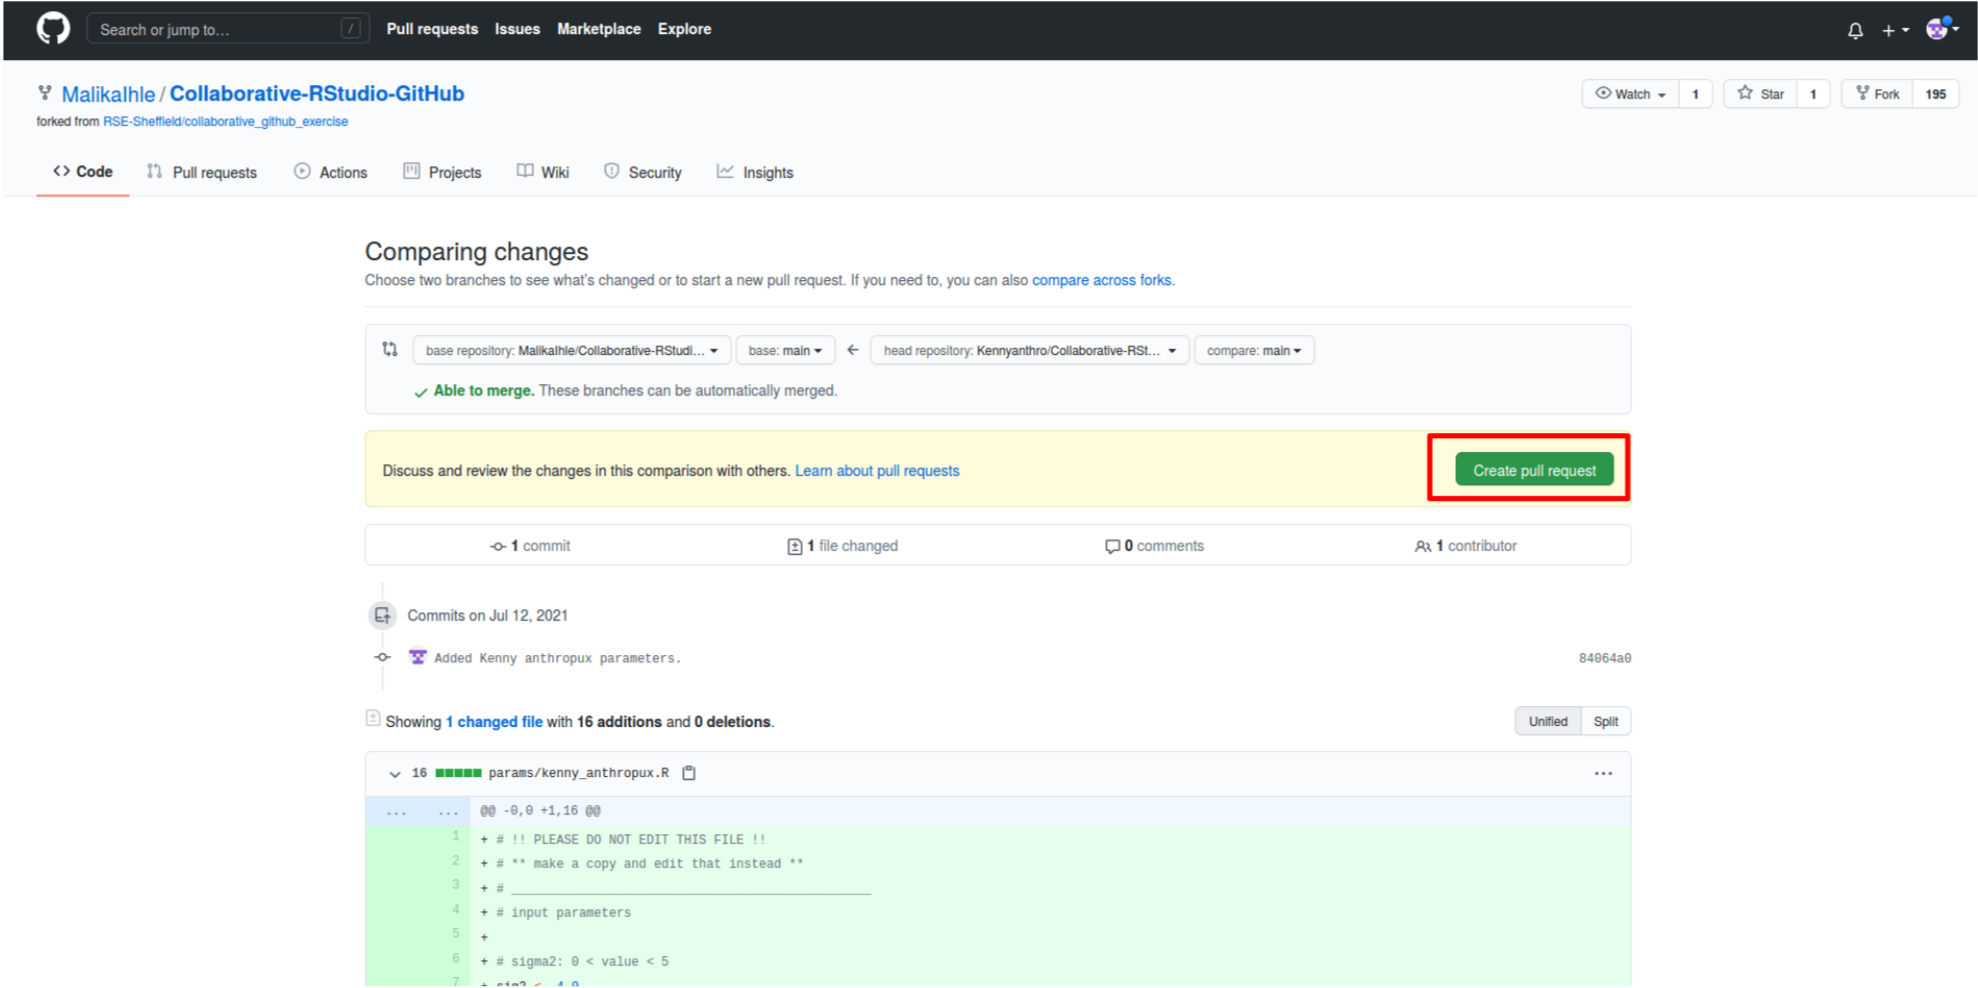 Search or jump to... / Pull requests Issues Marketplace Explore
MalikaIhle / Collaborative-RStudio-GitHub
Watch 1 Star 1 Fork 195
forked from RSE-Sheffield/collaborative_github_exercise
<> Code Pull requests Actions Projects Wiki Security Insights
Comparing changes
Choose two branches to see what's changed or to start a new pull request. If you need to, you can also compare across forks.
base repository: MalikaIhle/Collaborative-RStudi... base: main ← head repository: Kennyanthro/Collaborative-RSt... compare: main
✓ Able to merge. These branches can be automatically merged.
Discuss and review the changes in this comparison with others. Learn about pull requests
Create pull request
1 commit 1 file changed 0 comments 1 contributor
Commits on Jul 12, 2021
Added Kenny anthropux parameters. 84064a0
Showing 1 changed file with 16 additions and 0 deletions.
Unified Split
16 params/kenny_anthropux.R ...
... ... @@ -0,0 +1,16 @@
1 + # !! PLEASE DO NOT EDIT THIS FILE !!
2 + # ** make a copy and edit that instead **
3 + # ________________________________________________
4 + # input parameters
5 +
6 + # sigma2: 0 < value < 5
7